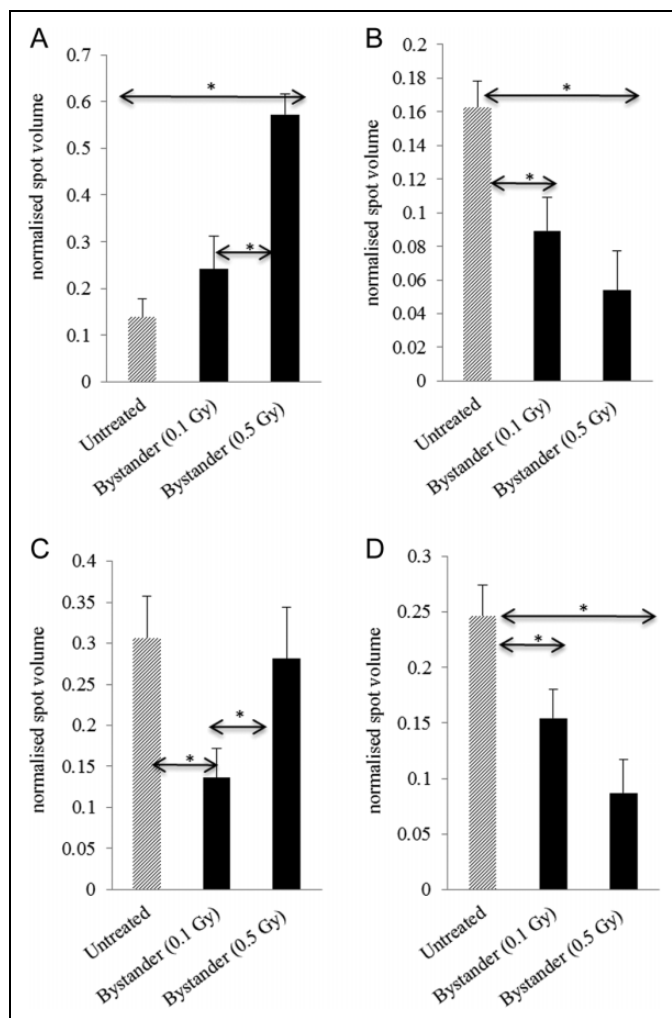 A
normalised spot volume
0.7
0.6
0.5
0.4
0.3
0.2
0.1
0
*
*
Untreated
Bystander (0.1 Gy)
Bystander (0.5 Gy)
B
normalised spot volume
0.2
0.18
0.16
0.14
0.12
0.1
0.08
0.06
0.04
0.02
0
*
*
Untreated
Bystander (0.1 Gy)
Bystander (0.5 Gy)
C
normalised spot volume
0.4
0.35
0.3
0.25
0.2
0.15
0.1
0.05
0
*
*
Untreated
Bystander (0.1 Gy)
Bystander (0.5 Gy)
D
normalised spot volume
0.3
0.25
0.2
0.15
0.1
0.05
0
*
*
Untreated
Bystander (0.1 Gy)
Bystander (0.5 Gy)